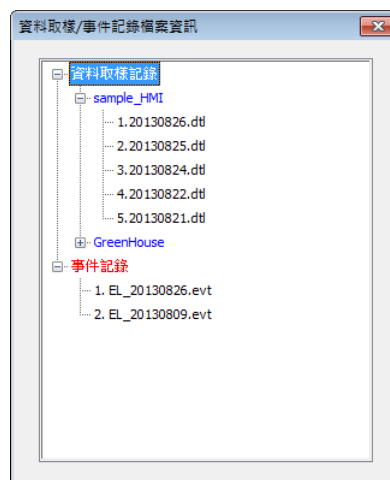 資料取樣/事件記錄檔案資訊
資料取樣記錄
sample_HMI
1.20130826.dtl
2.20130825.dtl
3.20130824.dtl
4.20130822.dtl
5.20130821.dtl
GreenHouse
事件記錄
1. EL_20130826.evt
2. EL_20130809.evt